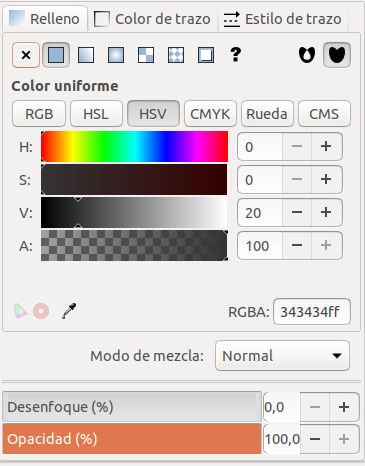 Relleno Color de trazo Estilo de trazo
?
Color uniforme
RGB HSL HSV CMYK Rueda CMS
H: 0 − +
S: 0 − +
V: 20 − +
A: 100 − +
RGBA: 343434ff
Modo de mezcla: Normal
Desenfoque (%) 0,0 − +
Opacidad (%) 100,0 − +